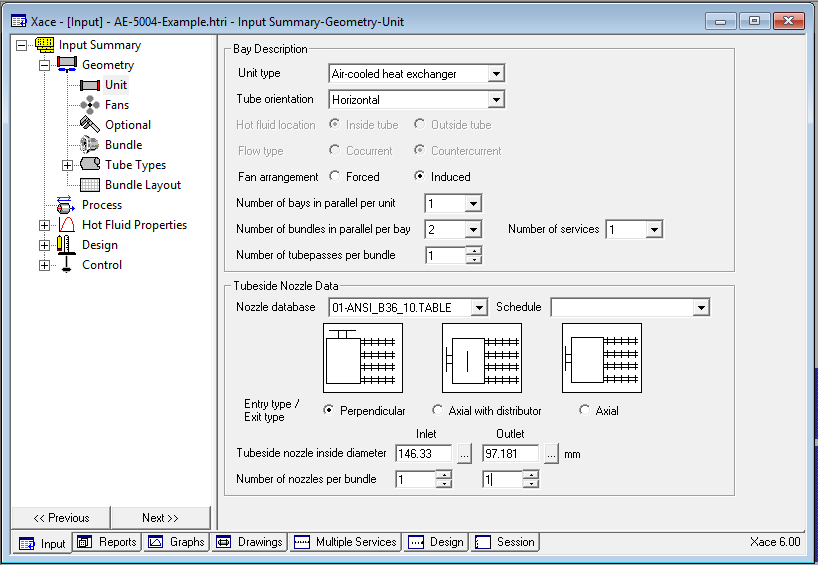 Xace - [Input] - AE-5004-Example.htri - Input Summary-Geometry-Unit
Input Summary
Geometry
Unit
Fans
Optional
Bundle
Tube Types
Bundle Layout
Process
Hot Fluid Properties
Design
Control
<< Previous
Next >>
Bay Description
Unit type Air-cooled heat exchanger
Tube orientation Horizontal
Hot fluid location Inside tube Outside tube
Flow type Cocurrent Countercurrent
Fan arrangement Forced Induced
Number of bays in parallel per unit 1
Number of bundles in parallel per bay 2 Number of services 1
Number of tubepasses per bundle 1
Tubeside Nozzle Data
Nozzle database 01-ANSI_B36_10.TABLE Schedule
Entry type /
Exit type
Perpendicular Axial with distributor Axial
Inlet Outlet
Tubeside nozzle inside diameter 146.33 ... 97.181 ... mm
Number of nozzles per bundle 1 1
Input Reports Graphs Drawings Multiple Services Design Session Xace 6.00